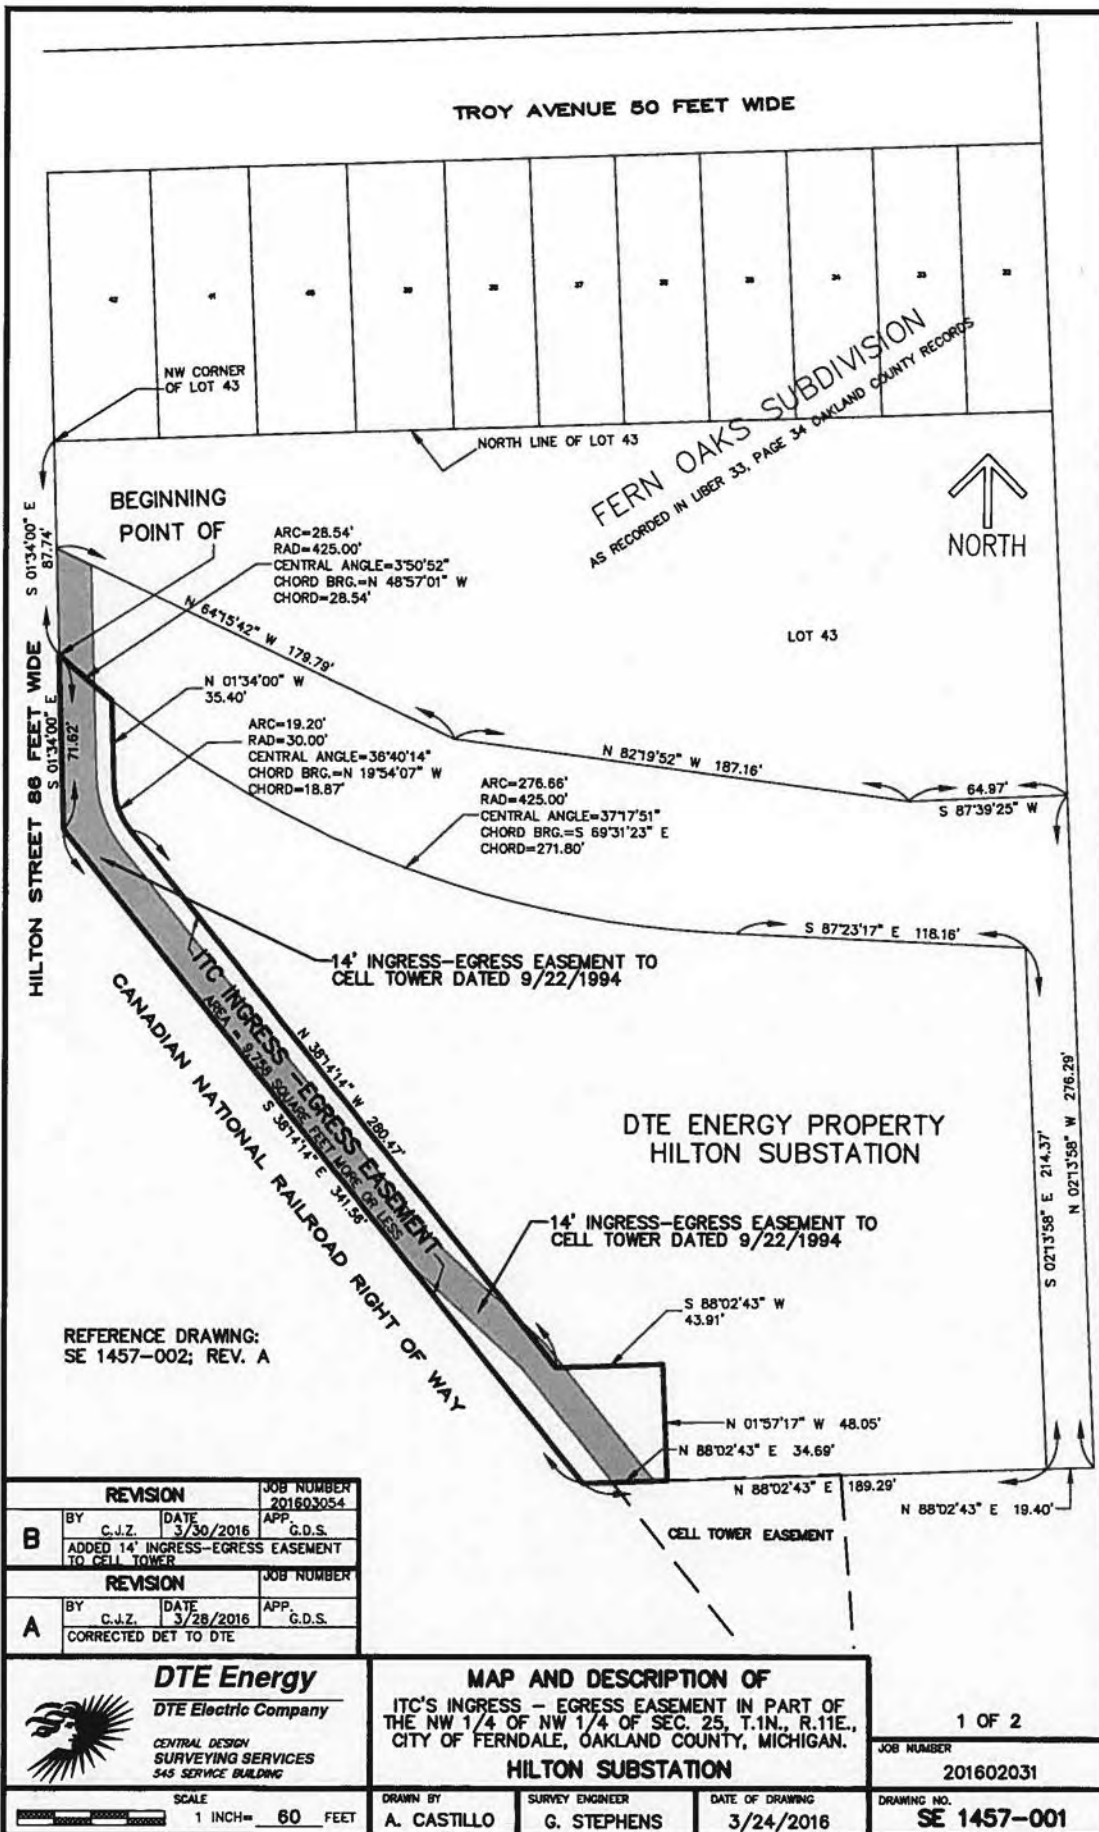 TROY AVENUE 50 FEET WIDE
42
41
39
37
34
33
32
NW CORNER
OF LOT 43
NORTH LINE OF LOT 43
FERN OAKS SUBDIVISION
AS RECORDED IN LIBER 33, PAGE 34 OAKLAND COUNTY RECORDS
NORTH
S 01°34'00" E
87.74'
BEGINNING
POINT OF
ARC=28.54'
RAD=425.00'
CENTRAL ANGLE=3°50'52"
CHORD BRG.=N 48°57'01" W
CHORD=28.54'
N 64°15'42" W 179.79'
LOT 43
HILTON STREET 86 FEET WIDE
S 01°34'00" E
71.62'
N 01°34'00" W
35.40'
ARC=19.20'
RAD=30.00'
CENTRAL ANGLE=36°40'14"
CHORD BRG.=N 19°54'07" W
CHORD=18.87'
N 82°19'52" W 187.16'
64.97'
S 87°39'25" W
ARC=276.66'
RAD=425.00'
CENTRAL ANGLE=37°17'51"
CHORD BRG.=S 69°31'23" E
CHORD=271.80'
S 87°23'17" E 118.16'
14' INGRESS-EGRESS EASEMENT TO
CELL TOWER DATED 9/22/1994
ITC INGRESS -EGRESS EASEMENT
AREA = 9,758 SQUARE FEET MORE OR LESS
N 38°14'14" W 280.47'
S 38°14'14" E 341.56'
CANADIAN NATIONAL RAILROAD RIGHT OF WAY
DTE ENERGY PROPERTY
HILTON SUBSTATION
S 02°13'58" E 214.37'
N 02°13'58" W 276.29'
14' INGRESS-EGRESS EASEMENT TO
CELL TOWER DATED 9/22/1994
S 88°02'43" W
43.91'
REFERENCE DRAWING:
SE 1457-002; REV. A
N 01°57'17" W 48.05'
N 88°02'43" E 34.69'
N 88°02'43" E 189.29'
N 88°02'43" E 19.40'
CELL TOWER EASEMENT
REVISION
JOB NUMBER
201603054
B
BY
C.J.Z.
DATE
3/30/2016
APP.
G.D.S.
ADDED 14' INGRESS-EGRESS EASEMENT
TO CELL TOWER
REVISION
JOB NUMBER
A
BY
C.J.Z.
DATE
3/28/2016
APP.
G.D.S.
CORRECTED DET TO DTE
DTE Energy
DTE Electric Company
CENTRAL DESIGN
SURVEYING SERVICES
545 SERVICE BUILDING
MAP AND DESCRIPTION OF
ITC'S INGRESS - EGRESS EASEMENT IN PART OF
THE NW 1/4 OF NW 1/4 OF SEC. 25, T.1N., R.11E.,
CITY OF FERNDALE, OAKLAND COUNTY, MICHIGAN.
HILTON SUBSTATION
1 OF 2
JOB NUMBER
201602031
SCALE
1 INCH= 60 FEET
DRAWN BY
A. CASTILLO
SURVEY ENGINEER
G. STEPHENS
DATE OF DRAWING
3/24/2016
DRAWING NO.
SE 1457-001